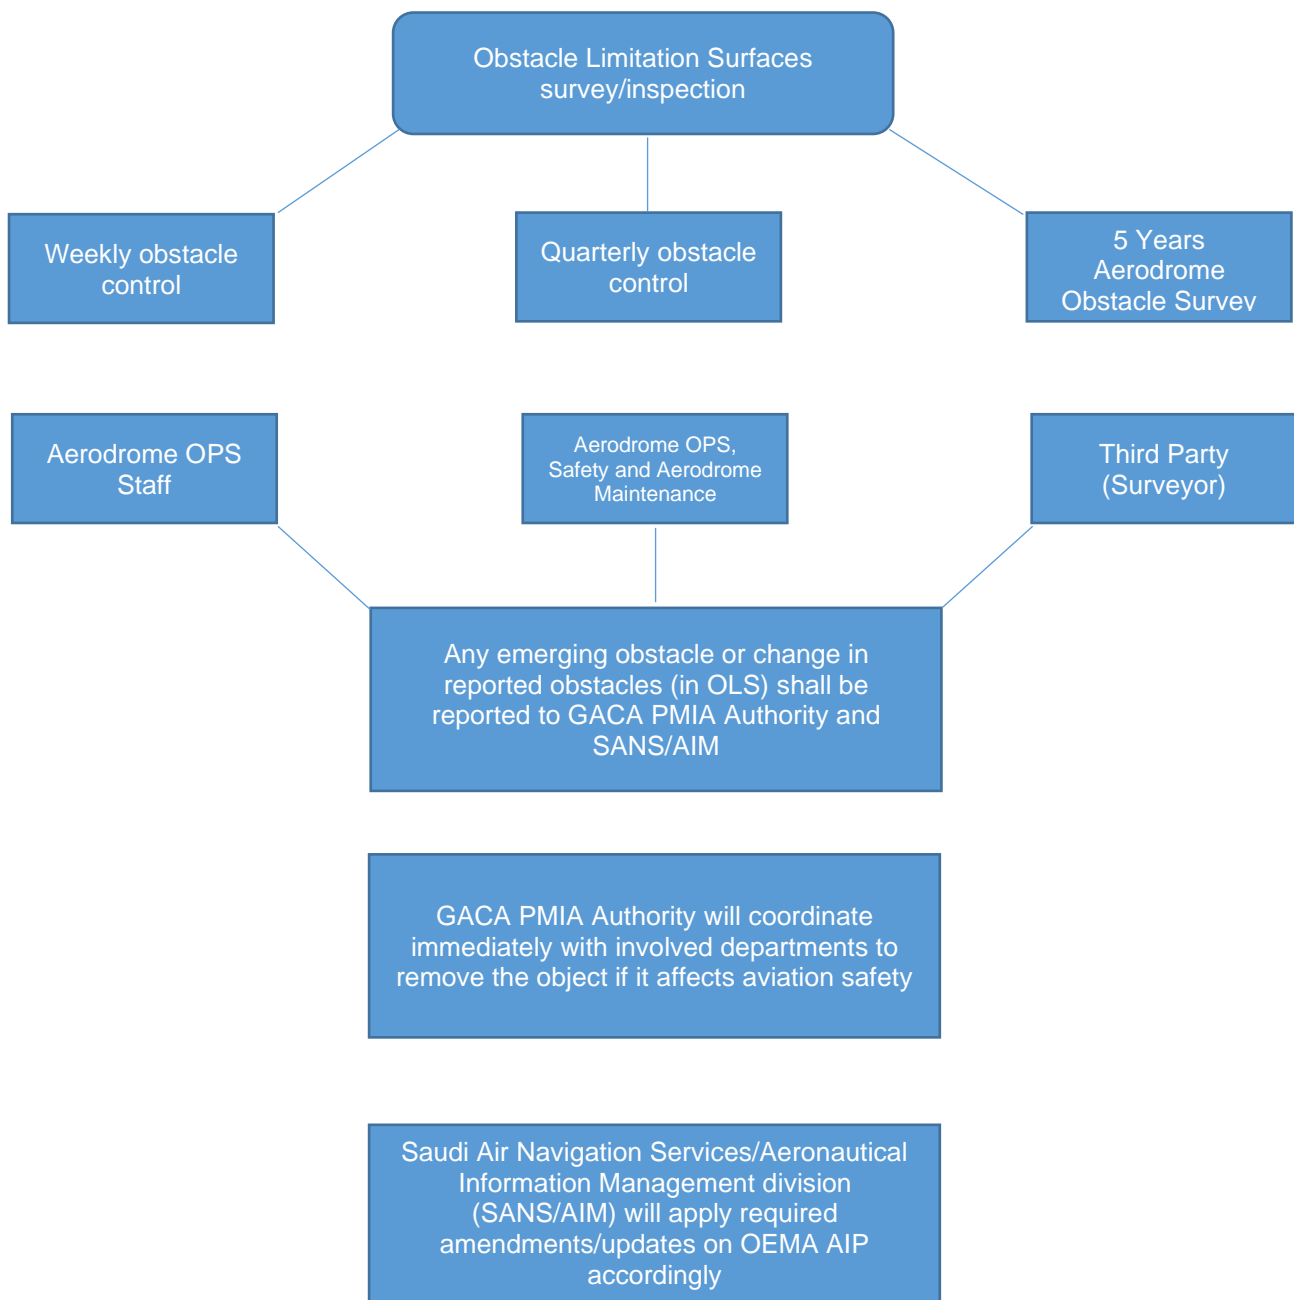 Obstacle Limitation Surfaces
survey/inspection
Weekly obstacle
control
Quarterly obstacle
control
5 Years
Aerodrome
Obstacle Survey
Aerodrome OPS
Staff
Aerodrome OPS,
Safety and Aerodrome
Maintenance
Third Party
(Surveyor)
Any emerging obstacle or change in
reported obstacles (in OLS) shall be
reported to GACA PMIA Authority and
SANS/AIM
GACA PMIA Authority will coordinate
immediately with involved departments to
remove the object if it affects aviation safety
Saudi Air Navigation Services/Aeronautical
Information Management division
(SANS/AIM) will apply required
amendments/updates on OEMA AIP
accordingly